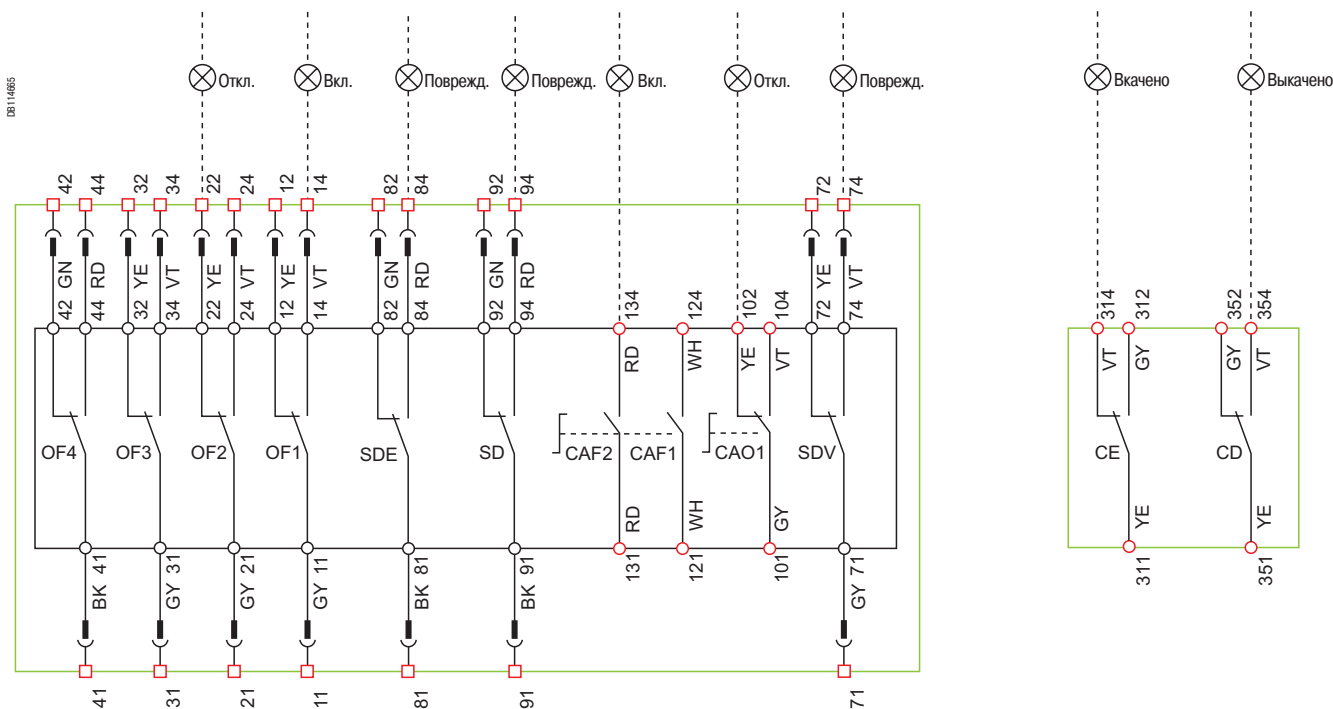 DB114665
Откл.
Вкл.
Поврежд.
Поврежд.
Вкл.
Откл.
Поврежд.
Вкачено
Выкачено
42 44 32 34 22 24 12 14 82 84 92 94 72 74
GN RD YE VT YE VT YE VT GN RD GN RD YE VT
42 44 32 34 22 24 12 14 82 84 92 94 134 124 102 104 72 74 314 312 352 354
RD WH YE VT VT GY GY VT
OF4 OF3 OF2 OF1 SDE SD CAF2 CAF1 CAO1 SDV CE CD
RD WH GY YE YE
41 31 21 11 81 91 131 121 101 71 311 351
BK GY GY GY BK BK GY
41 31 21 11 81 91 71